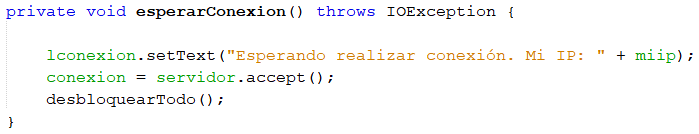 private void esperarConexion() throws IOException {
lconexion.setText("Esperando realizar conexión. Mi IP: " + miip);
conexion = servidor.accept();
desbloquearTodo();
}